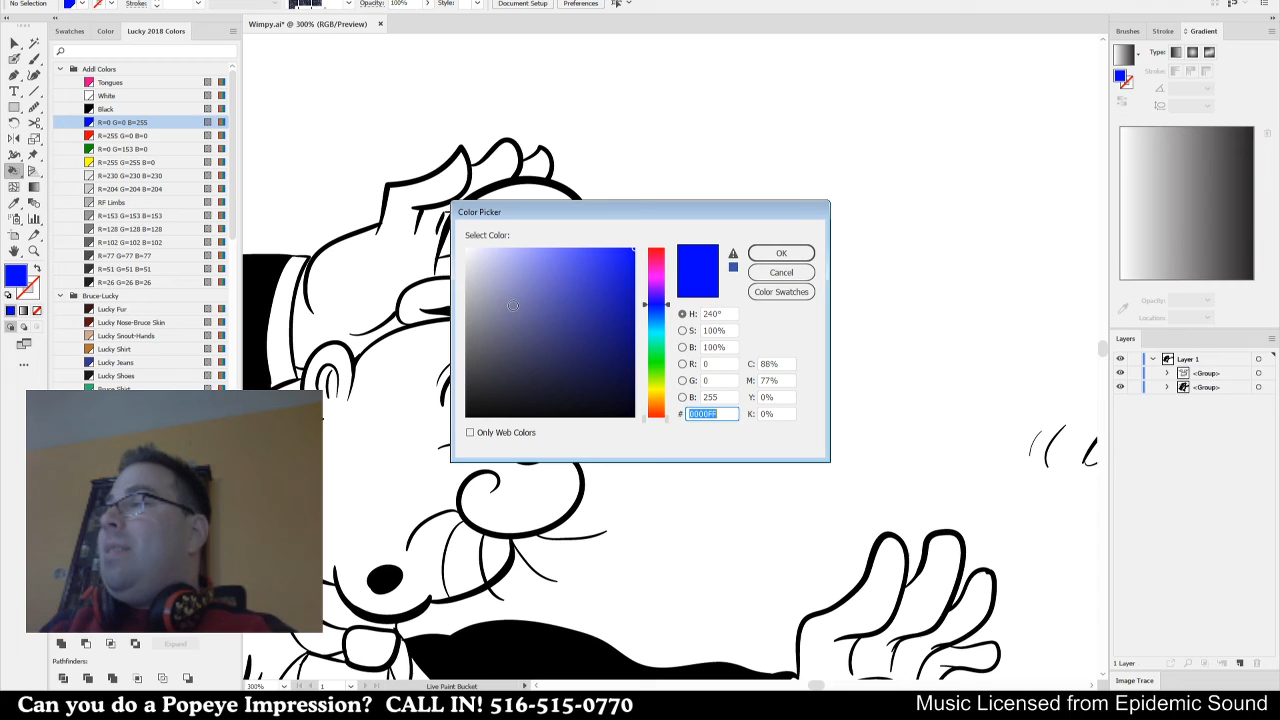 No Selection
Stroke:
Opacity: 100%
Style:
Document Setup
Preferences
Swatches
Color
Lucky 2018 Colors
Wimpy.ai* @ 300% (RGB/Preview)
Brushes
Stroke
Gradient
Type:
Stroke:
Addl Colors
Tongues
White
Black
R=0 G=0 B=255
R=255 G=0 B=0
R=0 G=153 B=0
R=255 G=255 B=0
R=230 G=230 B=230
R=204 G=204 B=204
RF Limbs
R=153 G=153 B=153
R=128 G=128 B=128
R=102 G=102 B=102
R=77 G=77 B=77
R=51 G=51 B=51
R=26 G=26 B=26
Bruce-Lucky
Lucky Fur
Lucky Nose-Bruce Skin
Lucky Snout-Hands
Lucky Shirt
Lucky Jeans
Lucky Shoes
Bruce Shirt
Color Picker
Select Color:
OK
Cancel
Color Swatches
H: 240°
S: 100%
B: 100%
R: 0
C: 88%
G: 0
M: 77%
B: 255
Y: 0%
# 0000FF
K: 0%
Only Web Colors
Opacity:
Location:
Layers
Layer 1
<Group>
<Group>
Expand
Pathfinders:
1 Layer
Image Trace
300%
1
Live Paint Bucket
Can you do a Popeye Impression? CALL IN! 516-515-0770
Music Licensed from Epidemic Sound